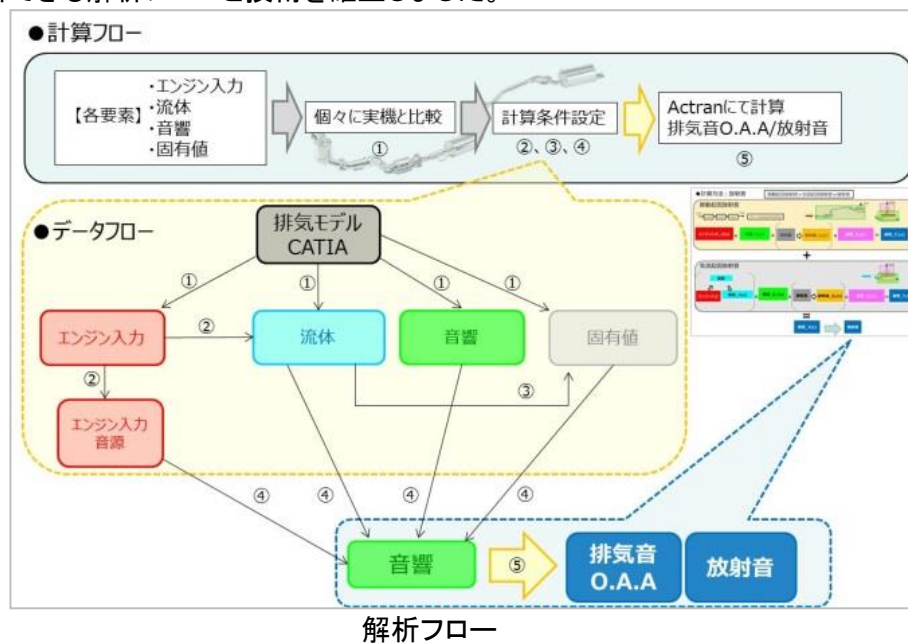 ●計算フロー
【各要素】
・エンジン入力
・流体
・音響
・固有値
個々に実機と比較
①
計算条件設定
②、③、④
Actranにて計算
排気音O.A.A/放射音
⑤
●データフロー
排気モデル
CATIA
①
①
①
①
エンジン入力
②
流体
音響
固有値
②
③
エンジン入力
音源
④
④
④
④
音響
⑤
排気音
O.A.A
放射音
解析フロー